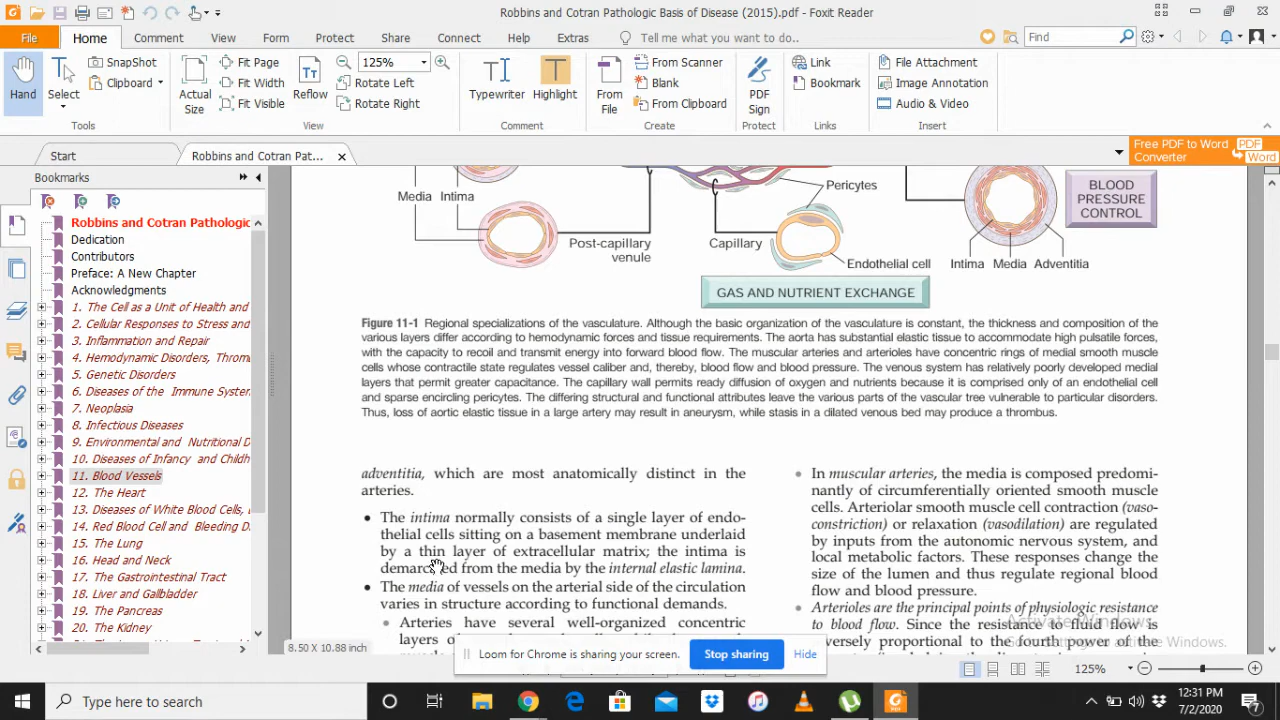 Robbins and Cotran Pathologic Basis of Disease (2015).pdf - Foxit Reader
File Home Comment View Form Protect Share Connect Help Extras Tell me what you want to do... Find
Hand
Select
SnapShot
Clipboard
Actual Size
Fit Page
Fit Width
Fit Visible
Reflow
125%
Rotate Left
Rotate Right
Typewriter
Highlight
From File
From Scanner
Blank
From Clipboard
PDF Sign
Link
Bookmark
File Attachment
Image Annotation
Audio & Video
Tools View Comment Create Protect Links Insert
Start
Robbins and Cotran Pat...
Free PDF to Word Converter
PDF
Word
Bookmarks
Robbins and Cotran Pathologic
Dedication
Contributors
Preface: A New Chapter
Acknowledgments
1. The Cell as a Unit of Health and
2. Cellular Responses to Stress and
3. Inflammation and Repair
4. Hemodynamic Disorders, Thromb
5. Genetic Disorders
6. Diseases of the Immune System
7. Neoplasia
8. Infectious Diseases
9. Environmental and Nutritional D
10. Diseases of Infancy and Childh
11. Blood Vessels
12. The Heart
13. Diseases of White Blood Cells,
14. Red Blood Cell and Bleeding D
15. The Lung
16. Head and Neck
17. The Gastrointestinal Tract
18. Liver and Gallbladder
19. The Pancreas
20. The Kidney
Media Intima
Post-capillary
venule
Capillary
Pericytes
Endothelial cell
BLOOD
PRESSURE
CONTROL
Intima Media Adventitia
GAS AND NUTRIENT EXCHANGE
Figure 11-1 Regional specializations of the vasculature. Although the basic organization of the vasculature is constant, the thickness and composition of the
various layers differ according to hemodynamic forces and tissue requirements. The aorta has substantial elastic tissue to accommodate high pulsatile forces,
with the capacity to recoil and transmit energy into forward blood flow. The muscular arteries and arterioles have concentric rings of medial smooth muscle
cells whose contractile state regulates vessel caliber and, thereby, blood flow and blood pressure. The venous system has relatively poorly developed medial
layers that permit greater capacitance. The capillary wall permits ready diffusion of oxygen and nutrients because it is comprised only of an endothelial cell
and sparse encircling pericytes. The differing structural and functional attributes leave the various parts of the vascular tree vulnerable to particular disorders.
Thus, loss of aortic elastic tissue in a large artery may result in aneurysm, while stasis in a dilated venous bed may produce a thrombus.
adventitia, which are most anatomically distinct in the
arteries.
• The intima normally consists of a single layer of endo-
thelial cells sitting on a basement membrane underlaid
by a thin layer of extracellular matrix; the intima is
demarcated from the media by the internal elastic lamina.
• The media of vessels on the arterial side of the circulation
varies in structure according to functional demands.
• Arteries have several well-organized concentric
layers
• In muscular arteries, the media is composed predomi-
nantly of circumferentially oriented smooth muscle
cells. Arteriolar smooth muscle cell contraction (vaso-
constriction) or relaxation (vasodilation) are regulated
by inputs from the autonomic nervous system, and
local metabolic factors. These responses change the
size of the lumen and thus regulate regional blood
flow and blood pressure.
• Arterioles are the principal points of physiologic resistance
to blood flow. Since the resistance to fluid flow is
versely proportional to the fourth power of the
Activate Windows
8.50 x 10.88 inch
Loom for Chrome is sharing your screen.
Stop sharing
Hide
125%
Type here to search
12:31 PM
7/2/2020
7